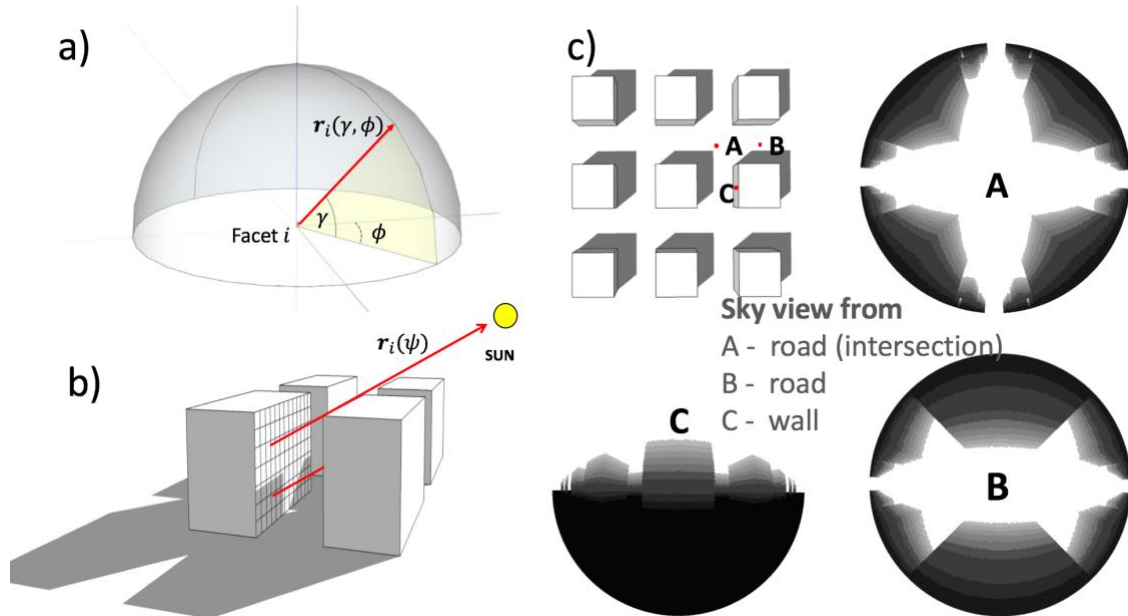 a)
r_i(γ, ϕ)
γ
ϕ
Facet i
b)
r_i(ψ)
SUN
c)
A
B
C
Sky view from
A - road (intersection)
B - road
C - wall
A
C
B